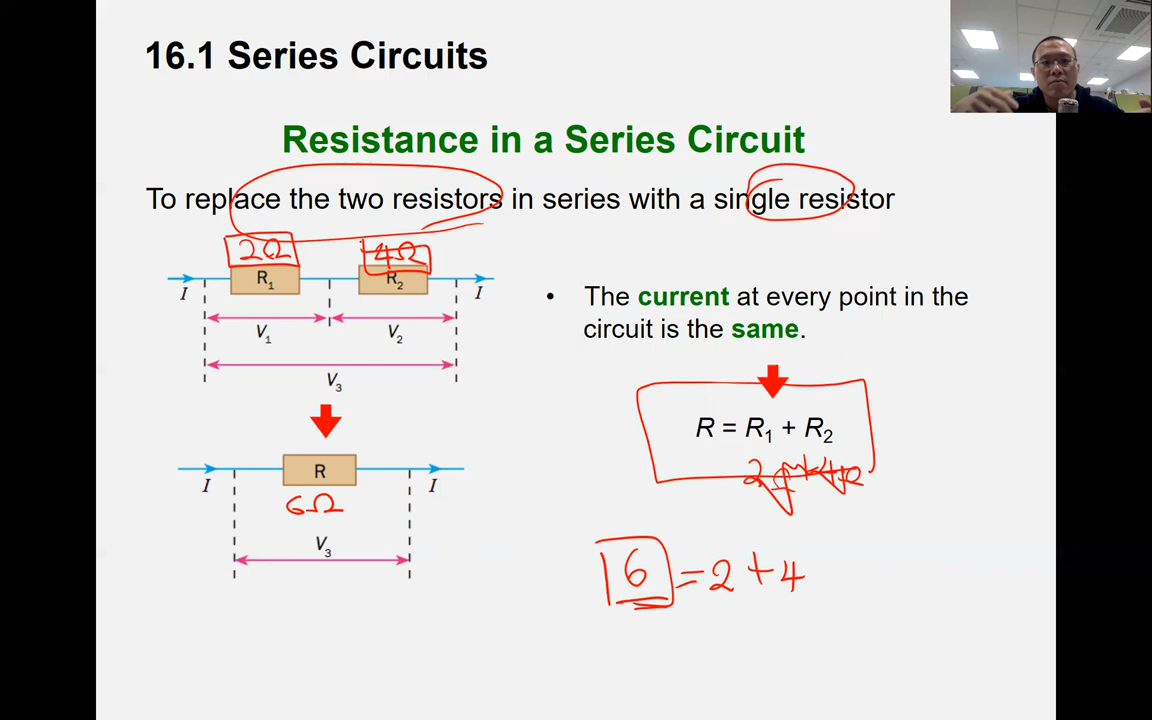 16.1 Series Circuits
Resistance in a Series Circuit
To replace the two resistors in series with a single resistor
2Ω 4Ω
R1 R2
I I
V1 V2
V3
R
I I
6Ω
V3
• The current at every point in the
circuit is the same.
R = R1 + R2
6 = 2 + 4